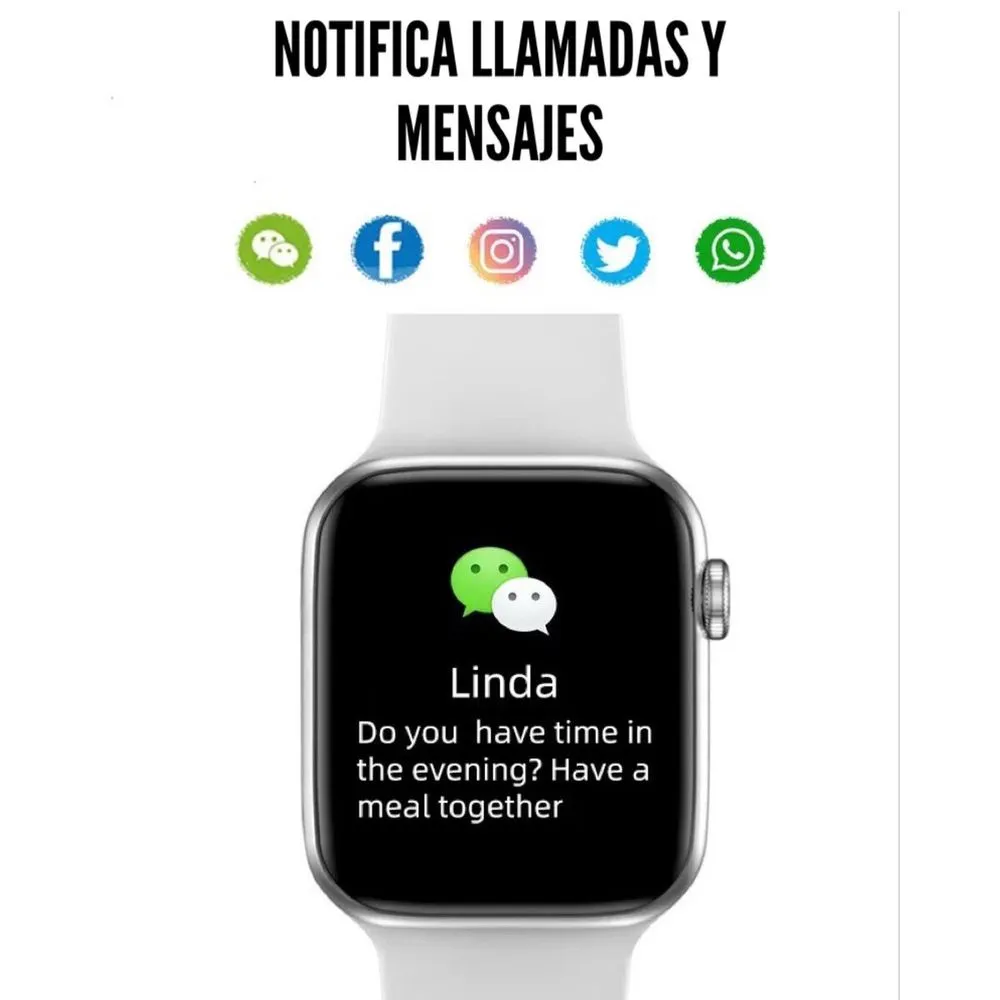 NOTIFICA LLAMADAS Y
MENSAJES
Linda
Do you  have time in
the evening? Have a
meal together